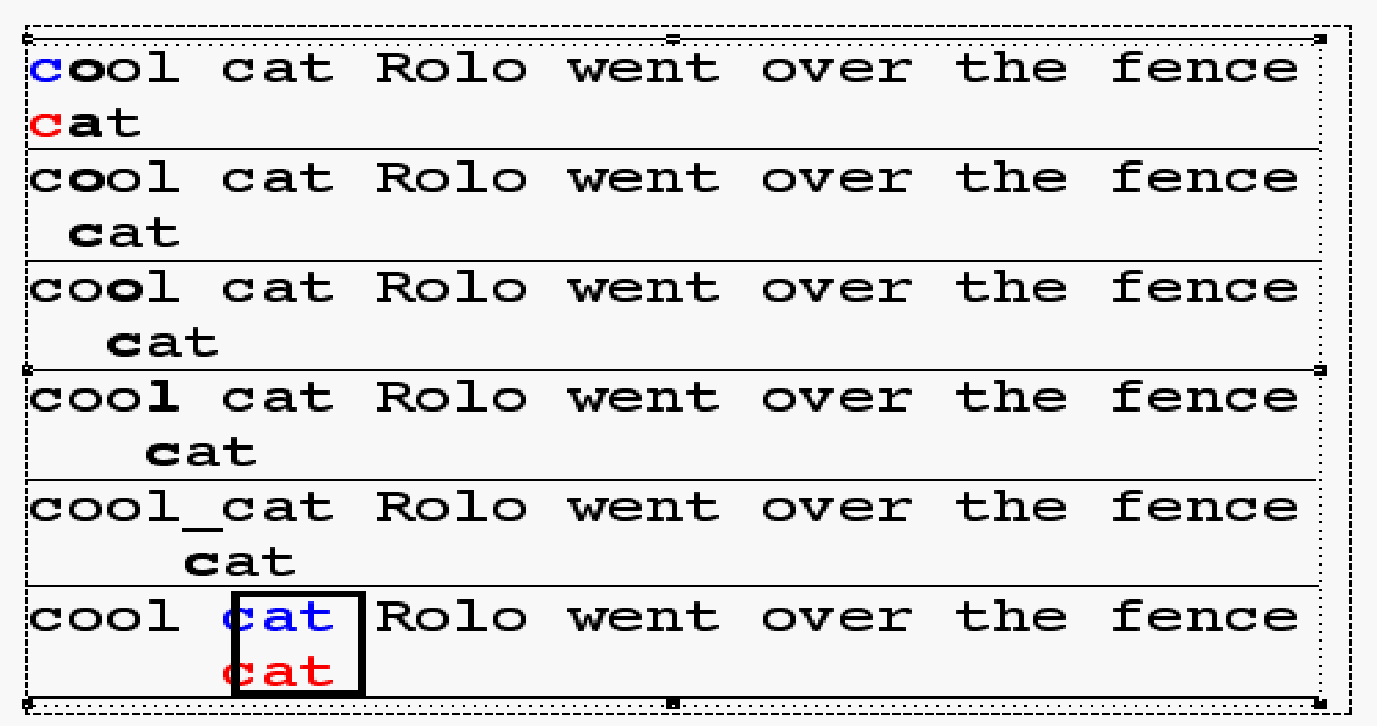 cool cat Rolo went over the fence
cat
cool cat Rolo went over the fence
 cat
cool cat Rolo went over the fence
  cat
cool cat Rolo went over the fence
   cat
cool_cat Rolo went over the fence
    cat
cool cat Rolo went over the fence
     cat